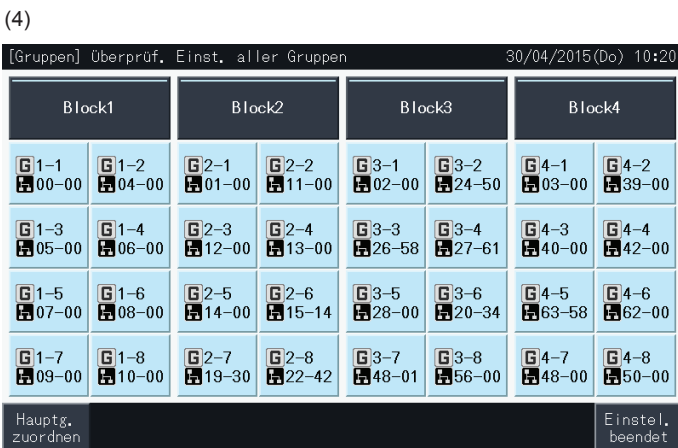 (4)
[Gruppen] Überprüf. Einst. aller Gruppen 30/04/2015(Do) 10:20
Block1 Block2 Block3 Block4
G1-1 G1-2 G2-1 G2-2 G3-1 G3-2 G4-1 G4-2
00-00 04-00 01-00 11-00 02-00 24-50 03-00 39-00
G1-3 G1-4 G2-3 G2-4 G3-3 G3-4 G4-3 G4-4
05-00 06-00 12-00 13-00 26-58 27-61 40-00 42-00
G1-5 G1-6 G2-5 G2-6 G3-5 G3-6 G4-5 G4-6
07-00 08-00 14-00 15-14 28-00 20-34 63-58 62-00
G1-7 G1-8 G2-7 G2-8 G3-7 G3-8 G4-7 G4-8
09-00 10-00 19-30 22-42 48-01 56-00 48-00 50-00
Hauptg. Einstel.
zuordnen beendet